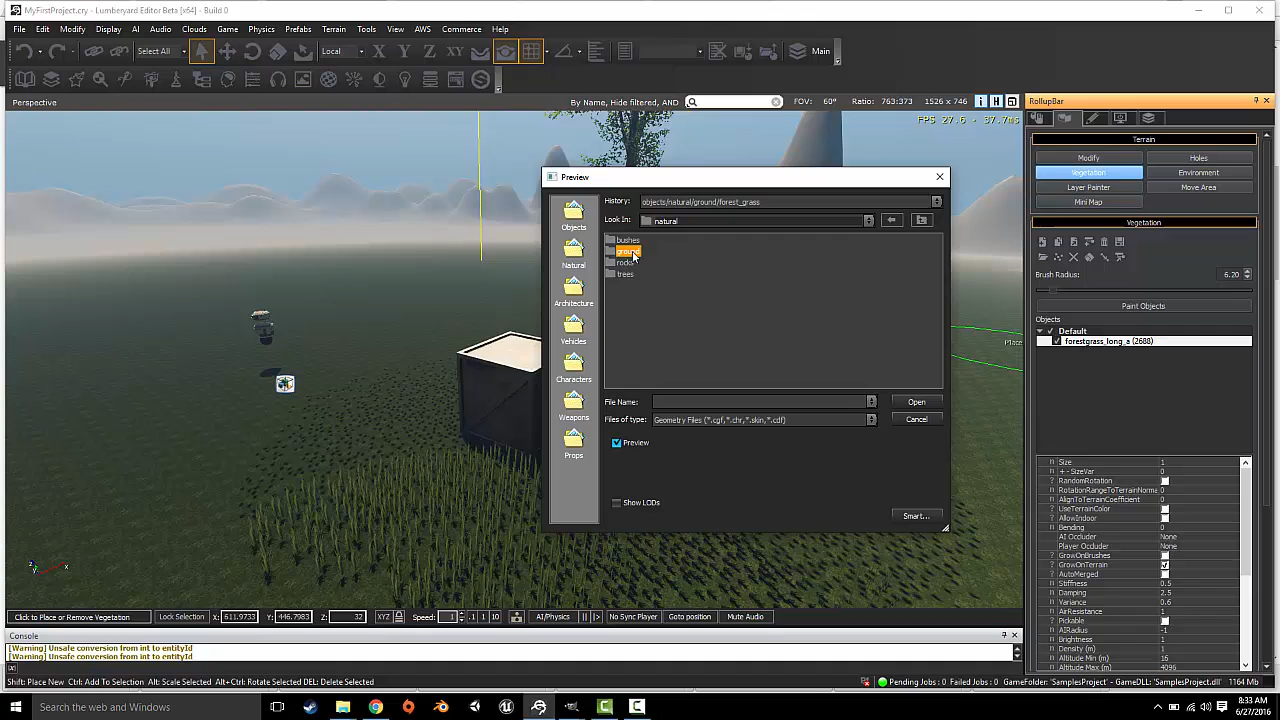 MyFirstProject.cry - Lumberyard Editor Beta [x64] - Build 0
File Edit Modify Display AI Audio Clouds Game Physics Prefabs Terrain Tools View AWS Commerce Help
Select All Local X Y Z XY Main
Perspective By Name, Hide filtered, AND FOV: 60° Ratio: 763:373 1526 x 746 i H
RollupBar
FPS 27.6 - 37.7ms
Terrain
Modify Holes
Vegetation Environment
Layer Painter Move Area
Mini Map
Vegetation
Brush Radius: 6.20
Paint Objects
Objects
Default
forestgrass_long_a (2688)
Preview
History: objects/natural/ground/forest_grass
Look In: natural
Objects
Natural
Architecture
Vehicles
Characters
Weapons
Props
bushes
ground
rocks
trees
File Name: Open
Files of type: Geometry Files (*.cgf,*.chr,*.skin,*.cdf) Cancel
Preview
Show LODs
Smart...
Place
Size 1
+ - SizeVar 0
RandomRotation
RotationRangeToTerrainNorma 0
AlignToTerrainCoefficient 0
UseTerrainColor
AllowIndoor
Bending 0
AI Occluder None
Player Occluder None
GrowOnBrushes
GrowOnTerrain
AutoMerged
Stiffness 0.5
Damping 2.5
Variance 0.6
AirResistance 1
Pickable
AIRadius -1
Brightness 1
Density (m) 1
Altitude Min (m) 16
Altitude Max (m) 4096
Click to Place or Remove Vegetation Lock Selection X: 611.9733 Y: 446.7983 Z: 32 XYZ Speed: 1 .1 1 10 AI/Physics No Sync Player Goto position Mute Audio
Console
[Warning] Unsafe conversion from int to entityId
[Warning] Unsafe conversion from int to entityId
Shift: Place New Ctrl: Add To Selection Alt: Scale Selected Alt+Ctrl: Rotate Selected DEL: Delete Selected
Pending Jobs : 0 Failed Jobs : 0 GameFolder: 'SamplesProject' - GameDLL: 'SamplesProject.dll' 1164 Mb
Search the web and Windows
8:33 AM
6/27/2016